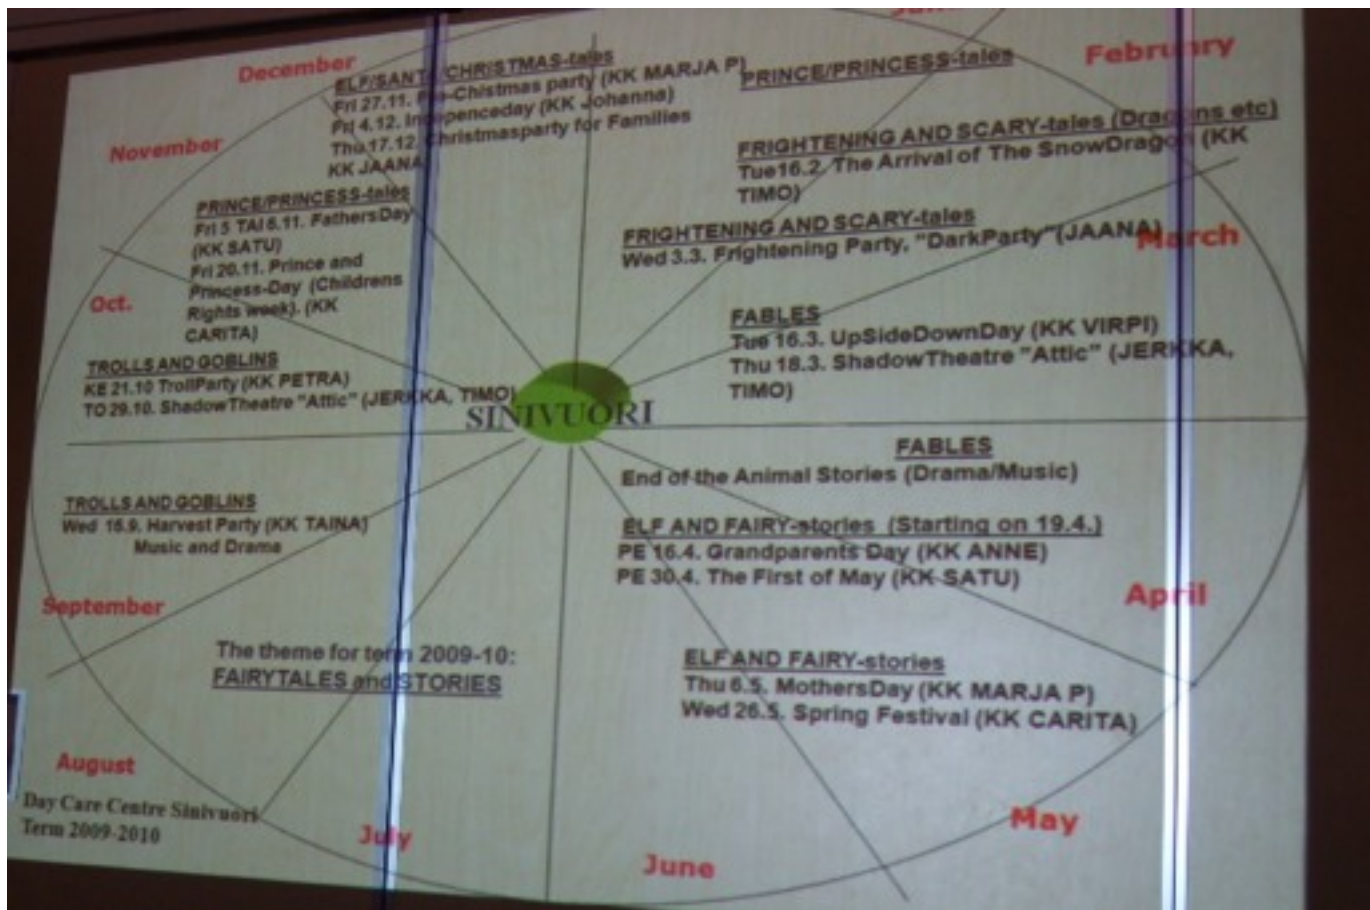 December
ELF/SANTA/CHRISTMAS-tales
Fri 27.11. Pre-Chistmas party (KK MARJA P)
Fri 4.12. Indepenceday (KK Johanna)
Thu 17.12. Christmasparty for Families
KK JAANA
PRINCE/PRINCESS-tales
February
FRIGHTENING AND SCARY-tales (Dragons etc)
Tue16.2. The Arrival of The SnowDragon (KK
TIMO)
November
PRINCE/PRINCESS-tales
Fri 5 TAI 6.11. FathersDay
(KK SATU)
Fri 20.11. Prince and
Princess-Day (Childrens
Rights week). (KK
CARITA)
FRIGHTENING AND SCARY-tales
Wed 3.3. Frightening Party, "DarkParty"(JAANA)
March
FABLES
Tue 16.3. UpSideDownDay (KK VIRPI)
Thu 18.3. ShadowTheatre "Attic" (JERKKA,
TIMO)
Oct.
TROLLS AND GOBLINS
KE 21.10 TrollParty (KK PETRA)
TO 29.10. ShadowTheatre "Attic" (JERKKA, TIMO)
SINIVUORI
FABLES
End of the Animal Stories (Drama/Music)
ELF AND FAIRY-stories (Starting on 19.4.)
PE 16.4. Grandparents Day (KK ANNE)
PE 30.4. The First of May (KK SATU)
April
TROLLS AND GOBLINS
Wed 16.9. Harvest Party (KK TAINA)
Music and Drama
September
The theme for term 2009-10:
FAIRYTALES and STORIES
ELF AND FAIRY-stories
Thu 6.5. MothersDay (KK MARJA P)
Wed 26.5. Spring Festival (KK CARITA)
May
August
Day Care Centre Sinivuori
Term 2009-2010
July
June